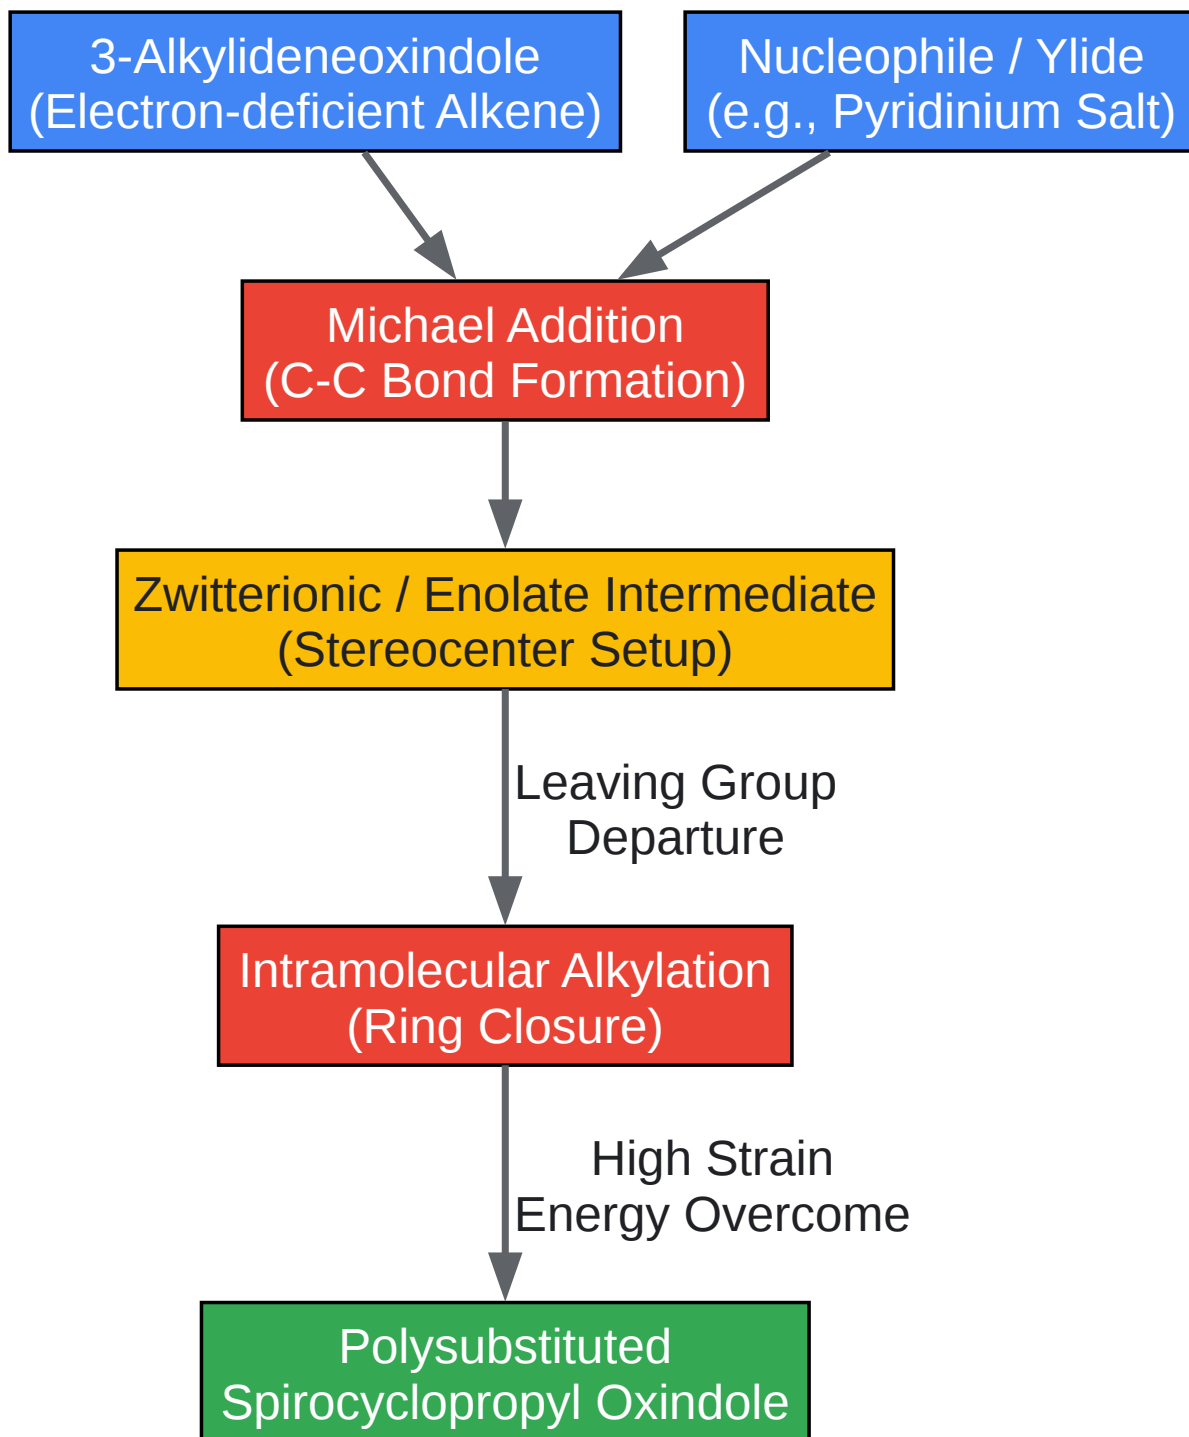 3-Alkylideneoxindole
(Electron-deficient Alkene)
Nucleophile / Ylide
(e.g., Pyridinium Salt)
Michael Addition
(C-C Bond Formation)
Zwitterionic / Enolate Intermediate
(Stereocenter Setup)
Leaving Group
Departure
Intramolecular Alkylation
(Ring Closure)
High Strain
Energy Overcome
Polysubstituted
Spirocyclopropyl Oxindole